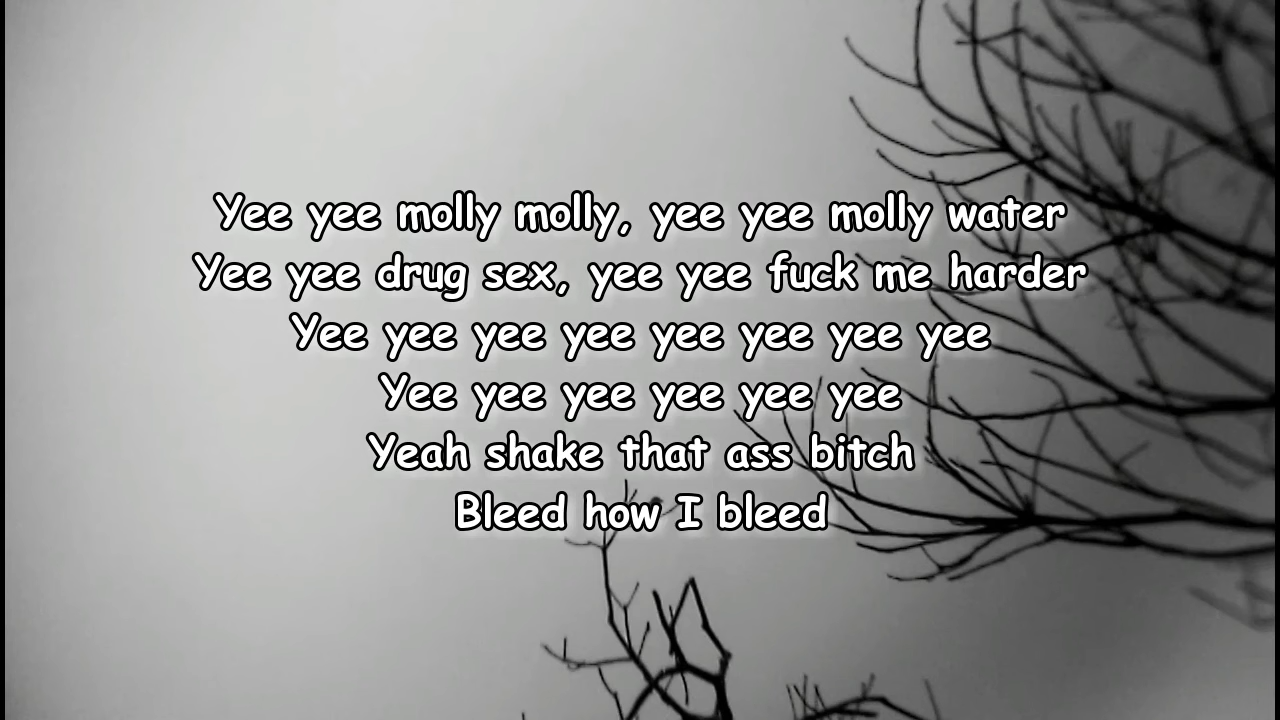 Yee yee molly molly, yee yee molly water
Yee yee drug sex, yee yee fuck me harder
Yee yee yee yee yee yee yee yee
Yee yee yee yee yee yee
Yeah shake that ass bitch
Bleed how I bleed